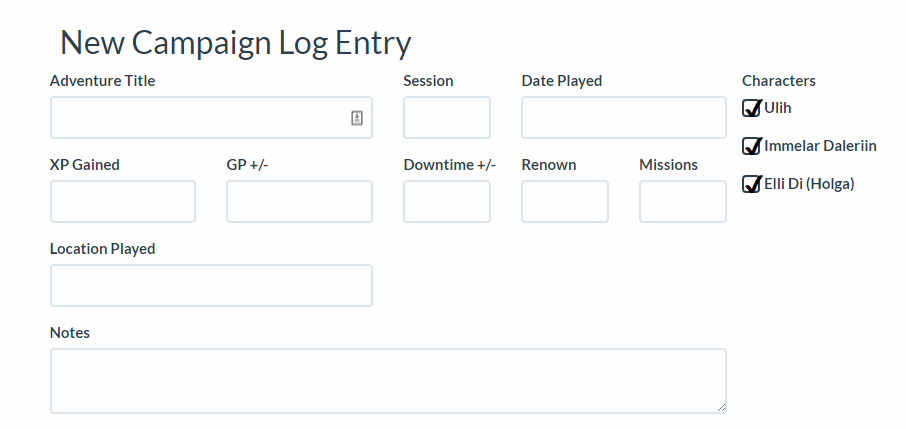 New Campaign Log Entry
Adventure Title
Session
Date Played
Characters
Ulih
Immelar Daleriin
Elli Di (Holga)
XP Gained
GP +/-
Downtime +/-
Renown
Missions
Location Played
Notes